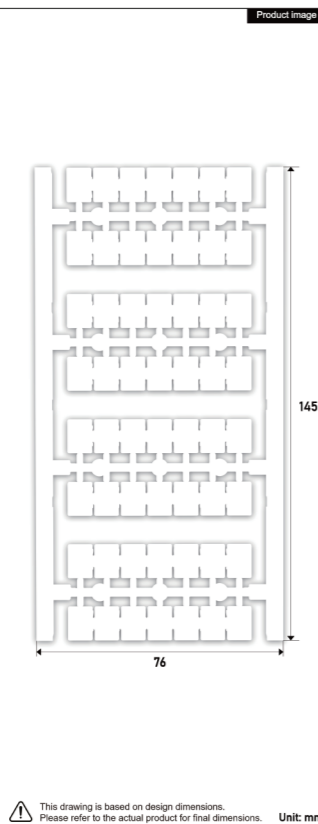 Product image
145
76
This drawing is based on design dimensions.
Please refer to the actual product for final dimensions.
Unit: mm